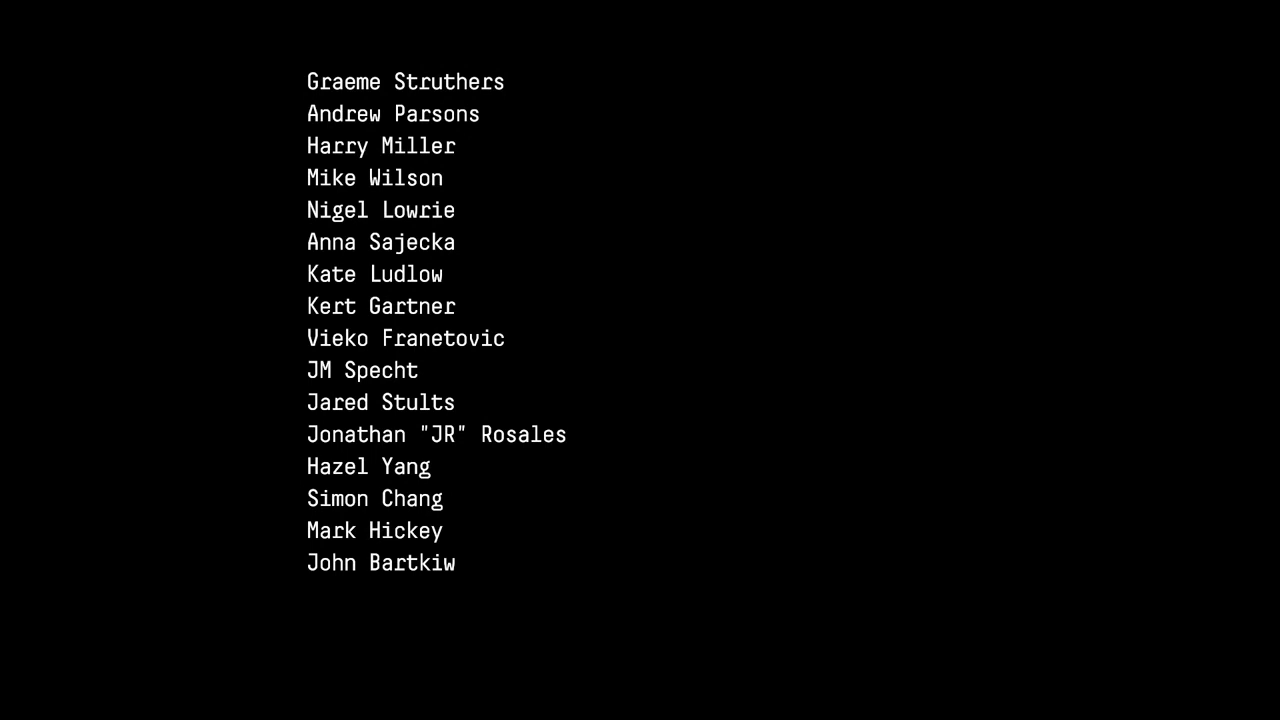 Graeme Struthers
Andrew Parsons
Harry Miller
Mike Wilson
Nigel Lowrie
Anna Sajecka
Kate Ludlow
Kert Gartner
Vieko Franetovic
JM Specht
Jared Stults
Jonathan "JR" Rosales
Hazel Yang
Simon Chang
Mark Hickey
John Bartkiw